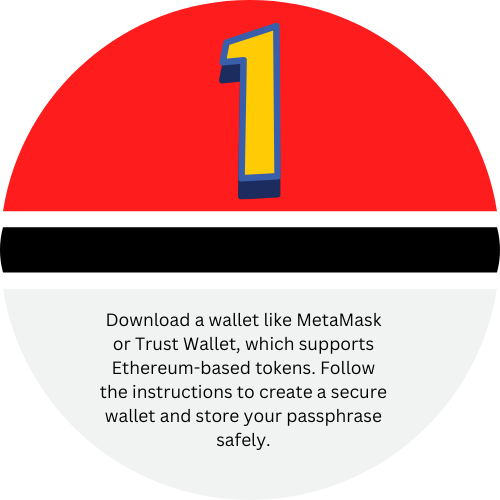 1
Download a wallet like MetaMask
or Trust Wallet, which supports
Ethereum-based tokens. Follow
the instructions to create a secure
wallet and store your passphrase
safely.